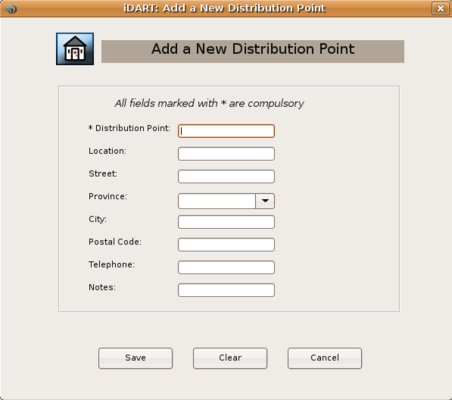 iDART: Add a New Distribution Point
Add a New Distribution Point
All fields marked with * are compulsory
* Distribution Point:
Location:
Street:
Province:
City:
Postal Code:
Telephone:
Notes:
Save Clear Cancel